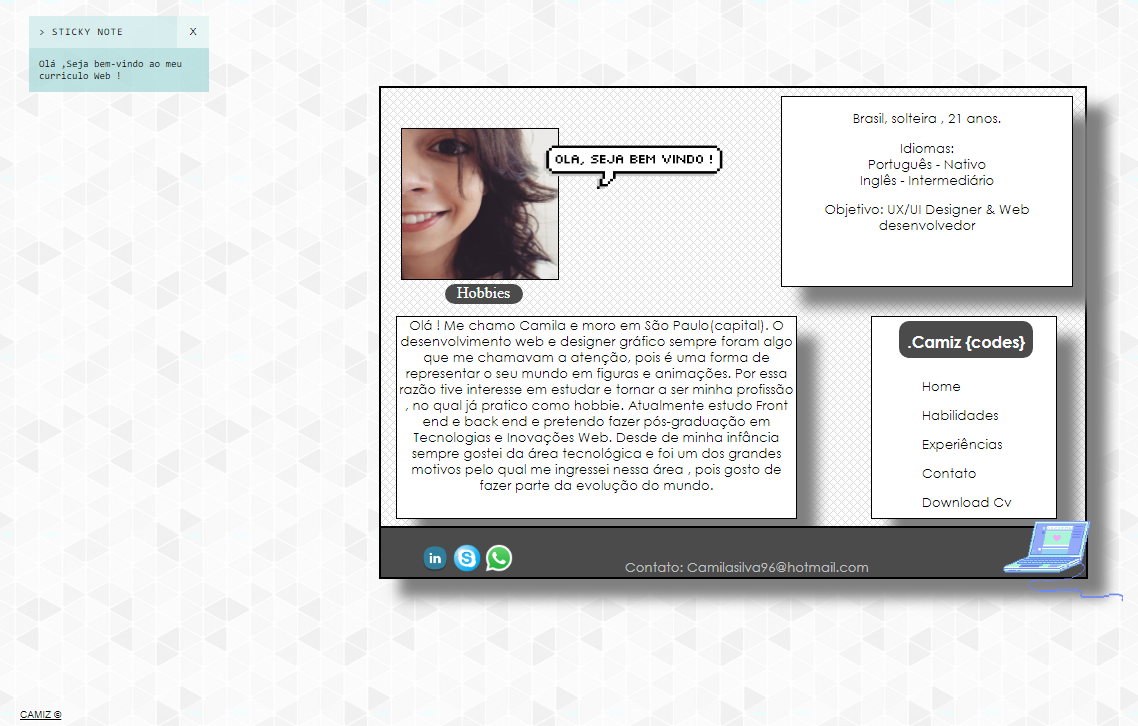 > STICKY NOTE
X
Olá ,Seja bem-vindo ao meu
curriculo Web !
OLA, SEJA BEM VINDO !
Hobbies
Brasil, solteira , 21 anos.
Idiomas:
Português - Nativo
Inglês - Intermediário
Objetivo: UX/UI Designer & Web
desenvolvedor
Olá ! Me chamo Camila e moro em São Paulo(capital). O
desenvolvimento web e designer gráfico sempre foram algo
que me chamavam a atenção, pois é uma forma de
representar o seu mundo em figuras e animações. Por essa
razão tive interesse em estudar e tornar a ser minha profissão
, no qual já pratico como hobbie. Atualmente estudo Front
end e back end e pretendo fazer pós-graduação em
Tecnologias e Inovações Web. Desde de minha infância
sempre gostei da área tecnológica e foi um dos grandes
motivos pelo qual me ingressei nessa área , pois gosto de
fazer parte da evolução do mundo.
.Camiz {codes}
Home
Habilidades
Experiências
Contato
Download Cv
in
S
Contato: Camilasilva96@hotmail.com
CAMIZ ©